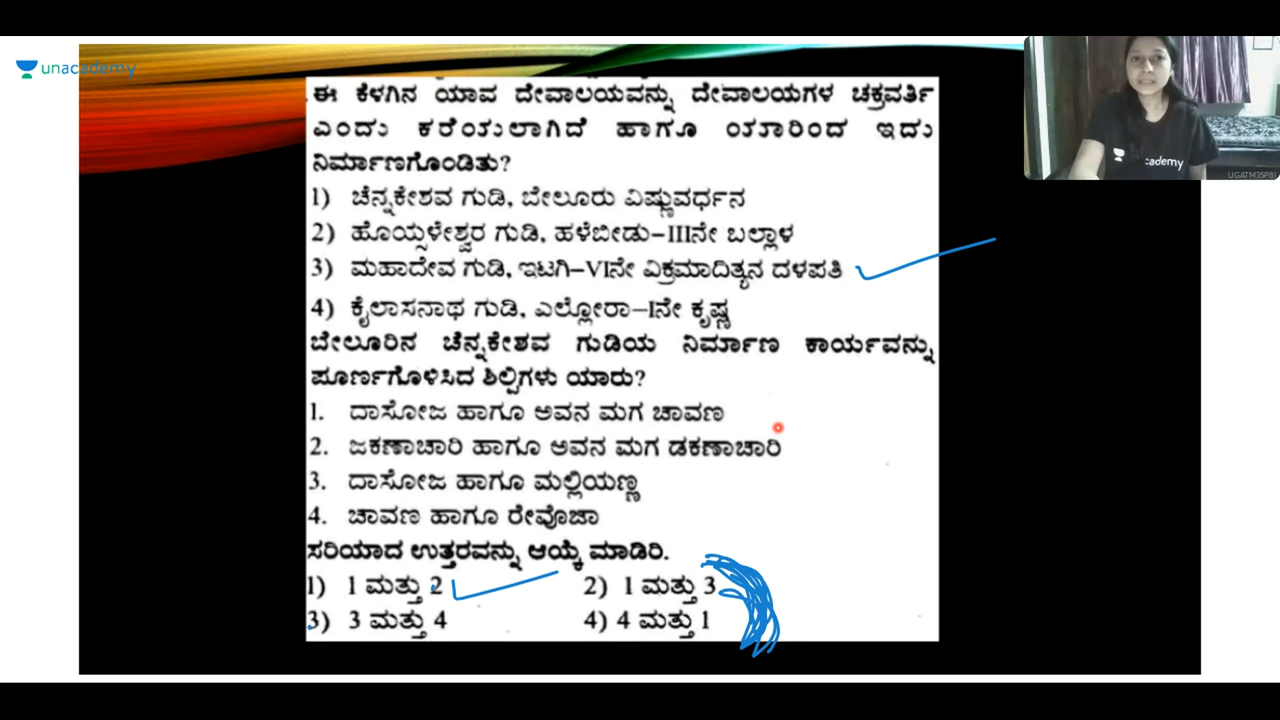 unacademy
ಈ ಕೆಳಗಿನ ಯಾವ ದೇವಾಲಯವನ್ನು ದೇವಾಲಯಗಳ ಚಕ್ರವರ್ತಿ
ಎಂದು ಕರೆಯಲಾಗಿದೆ ಹಾಗೂ ಯಾರಿಂದ ಇದು
ನಿರ್ಮಾಣಗೊಂಡಿತು?
1) ಚೆನ್ನಕೇಶವ ಗುಡಿ, ಬೇಲೂರು ವಿಷ್ಣುವರ್ಧನ
2) ಹೊಯ್ಸಳೇಶ್ವರ ಗುಡಿ, ಹಳೆಬೀಡು-IIIನೇ ಬಲ್ಲಾಳ
3) ಮಹಾದೇವ ಗುಡಿ, ಇಟಗಿ-VIನೇ ವಿಕ್ರಮಾದಿತ್ಯನ ದಳಪತಿ
4) ಕೈಲಾಸನಾಥ ಗುಡಿ, ಎಲ್ಲೋರಾ-Iನೇ ಕೃಷ್ಣ
ಬೇಲೂರಿನ ಚೆನ್ನಕೇಶವ ಗುಡಿಯ ನಿರ್ಮಾಣ ಕಾರ್ಯವನ್ನು
ಪೂರ್ಣಗೊಳಿಸಿದ ಶಿಲ್ಪಿಗಳು ಯಾರು?
1. ದಾಸೋಜ ಹಾಗೂ ಅವನ ಮಗ ಚಾವಣ
2. ಜಕಣಾಚಾರಿ ಹಾಗೂ ಅವನ ಮಗ ಡಕಣಾಚಾರಿ
3. ದಾಸೋಜ ಹಾಗೂ ಮಲ್ಲಿಯಣ್ಣ
4. ಚಾವಣ ಹಾಗೂ ರೇವೊಜಾ
ಸರಿಯಾದ ಉತ್ತರವನ್ನು ಆಯ್ಕೆ ಮಾಡಿರಿ.
1) 1 ಮತ್ತು 2 2) 1 ಮತ್ತು 3
3) 3 ಮತ್ತು 4 4) 4 ಮತ್ತು 1
cademy
UGATM35P8I